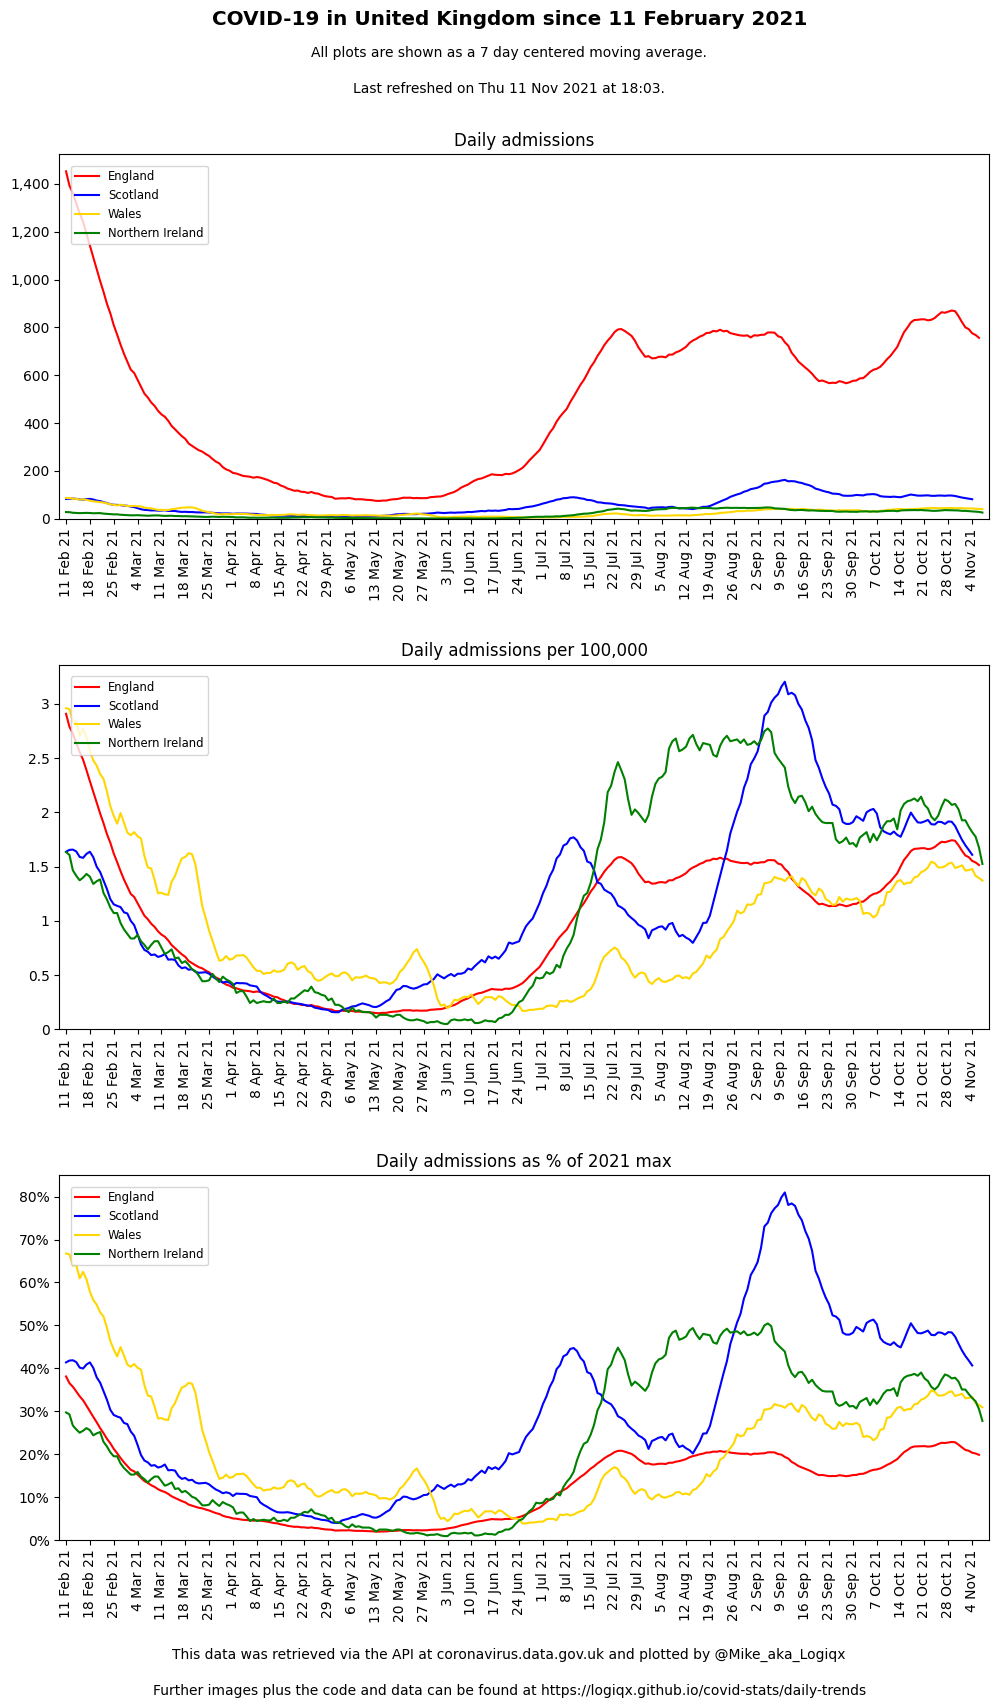 COVID-19 in United Kingdom since 11 February 2021
All plots are shown as a 7 day centered moving average.
Last refreshed on Thu 11 Nov 2021 at 18:03.
Daily admissions
1,400
1,200
1,000
800
600
400
200
0
England
Scotland
Wales
Northern Ireland
11 Feb 21 18 Feb 21 25 Feb 21 4 Mar 21 11 Mar 21 18 Mar 21 25 Mar 21 1 Apr 21 8 Apr 21 15 Apr 21 22 Apr 21 29 Apr 21 6 May 21 13 May 21 20 May 21 27 May 21 3 Jun 21 10 Jun 21 17 Jun 21 24 Jun 21 1 Jul 21 8 Jul 21 15 Jul 21 22 Jul 21 29 Jul 21 5 Aug 21 12 Aug 21 19 Aug 21 26 Aug 21 2 Sep 21 9 Sep 21 16 Sep 21 23 Sep 21 30 Sep 21 7 Oct 21 14 Oct 21 21 Oct 21 28 Oct 21 4 Nov 21
Daily admissions per 100,000
3
2.5
2
1.5
1
0.5
0
England
Scotland
Wales
Northern Ireland
11 Feb 21 18 Feb 21 25 Feb 21 4 Mar 21 11 Mar 21 18 Mar 21 25 Mar 21 1 Apr 21 8 Apr 21 15 Apr 21 22 Apr 21 29 Apr 21 6 May 21 13 May 21 20 May 21 27 May 21 3 Jun 21 10 Jun 21 17 Jun 21 24 Jun 21 1 Jul 21 8 Jul 21 15 Jul 21 22 Jul 21 29 Jul 21 5 Aug 21 12 Aug 21 19 Aug 21 26 Aug 21 2 Sep 21 9 Sep 21 16 Sep 21 23 Sep 21 30 Sep 21 7 Oct 21 14 Oct 21 21 Oct 21 28 Oct 21 4 Nov 21
Daily admissions as % of 2021 max
80%
70%
60%
50%
40%
30%
20%
10%
0%
England
Scotland
Wales
Northern Ireland
11 Feb 21 18 Feb 21 25 Feb 21 4 Mar 21 11 Mar 21 18 Mar 21 25 Mar 21 1 Apr 21 8 Apr 21 15 Apr 21 22 Apr 21 29 Apr 21 6 May 21 13 May 21 20 May 21 27 May 21 3 Jun 21 10 Jun 21 17 Jun 21 24 Jun 21 1 Jul 21 8 Jul 21 15 Jul 21 22 Jul 21 29 Jul 21 5 Aug 21 12 Aug 21 19 Aug 21 26 Aug 21 2 Sep 21 9 Sep 21 16 Sep 21 23 Sep 21 30 Sep 21 7 Oct 21 14 Oct 21 21 Oct 21 28 Oct 21 4 Nov 21
This data was retrieved via the API at coronavirus.data.gov.uk and plotted by @Mike_aka_Logiqx
Further images plus the code and data can be found at https://logiqx.github.io/covid-stats/daily-trends